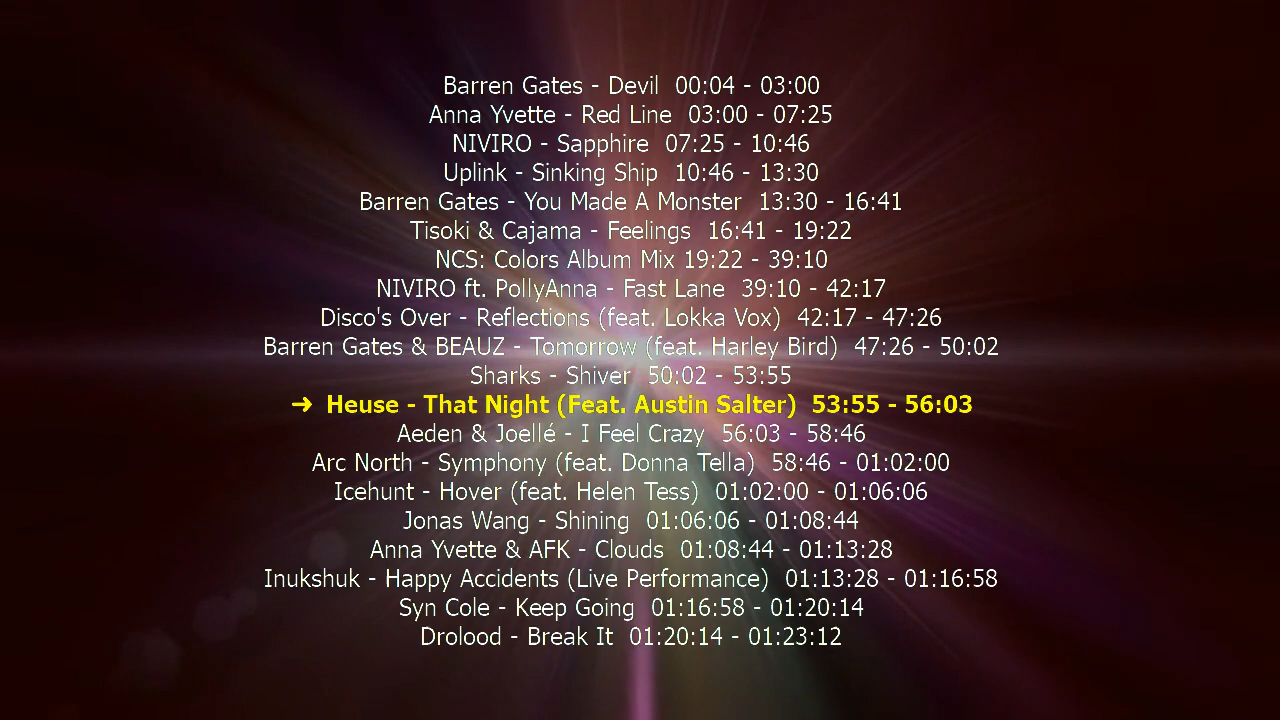 Barren Gates - Devil  00:04 - 03:00
Anna Yvette - Red Line  03:00 - 07:25
NIVIRO - Sapphire  07:25 - 10:46
Uplink - Sinking Ship  10:46 - 13:30
Barren Gates - You Made A Monster  13:30 - 16:41
Tisoki & Cajama - Feelings  16:41 - 19:22
NCS: Colors Album Mix 19:22 - 39:10
NIVIRO ft. PollyAnna - Fast Lane  39:10 - 42:17
Disco's Over - Reflections (feat. Lokka Vox)  42:17 - 47:26
Barren Gates & BEAUZ - Tomorrow (feat. Harley Bird)  47:26 - 50:02
Sharks - Shiver  50:02 - 53:55
➜ Heuse - That Night (Feat. Austin Salter)  53:55 - 56:03
Aeden & Joellé - I Feel Crazy  56:03 - 58:46
Arc North - Symphony (feat. Donna Tella)  58:46 - 01:02:00
Icehunt - Hover (feat. Helen Tess)  01:02:00 - 01:06:06
Jonas Wang - Shining  01:06:06 - 01:08:44
Anna Yvette & AFK - Clouds  01:08:44 - 01:13:28
Inukshuk - Happy Accidents (Live Performance)  01:13:28 - 01:16:58
Syn Cole - Keep Going  01:16:58 - 01:20:14
Drolood - Break It  01:20:14 - 01:23:12